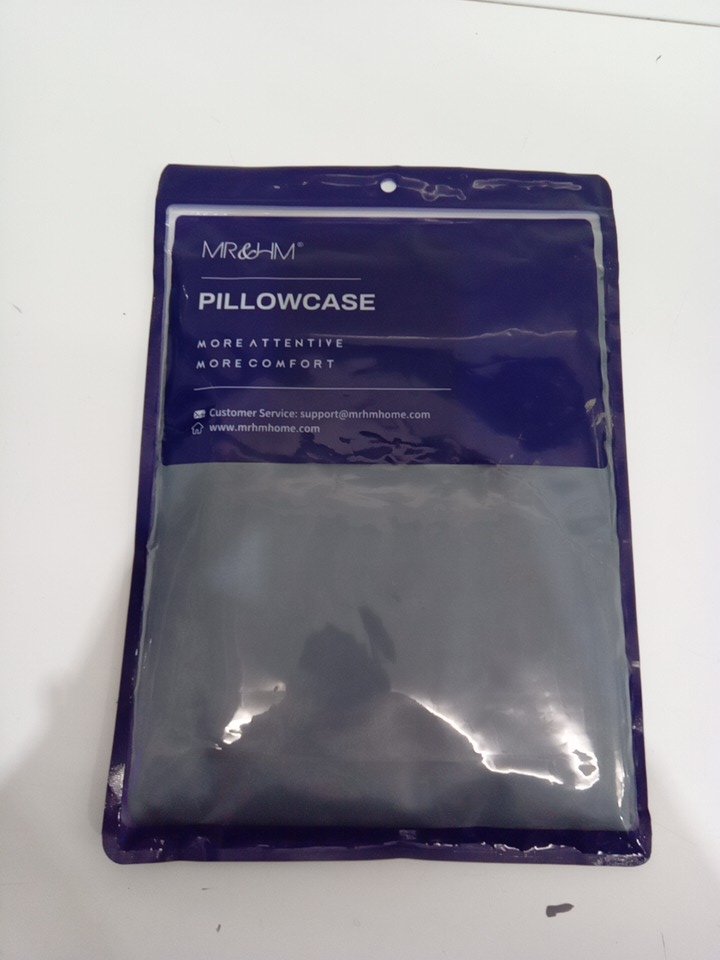 MR&HM®
PILLOWCASE
MORE ATTENTIVE
MORE COMFORT
Customer Service: support@mrhmhome.com
www.mrhmhome.com